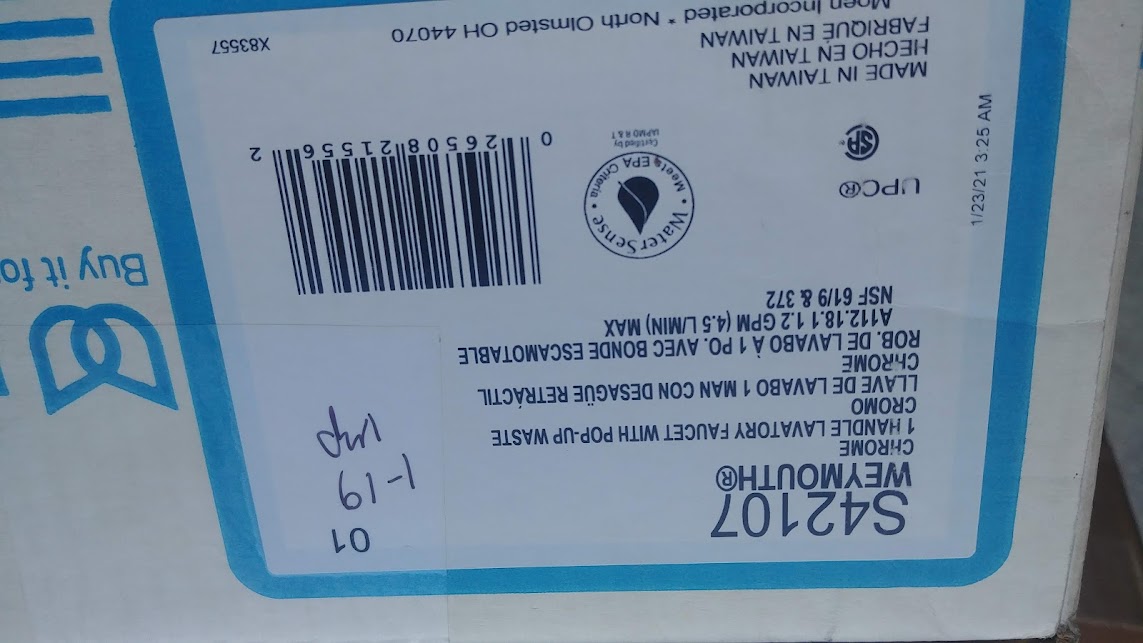 S42107
WEYMOUTH®
CHROME
1 HANDLE LAVATORY FAUCET WITH POP-UP WASTE
CROMO
LLAVE DE LAVABO 1 MAN CON DESAGÜE RETRÁCTIL
CHROME
ROB. DE LAVABO À 1 PO. AVEC BONDE ESCAMOTABLE
A112.18.1 1.2 GPM (4.5 L/MIN) MAX
NSF 61/9 & 372
01
1-19
Buy it fo
UPC®
SP®
WaterSense
Meets EPA Criteria
Certified by
IAPMO R & T
0 26508 21556 2
1/23/21 3:25 AM
MADE IN TAIWAN
HECHO EN TAIWAN
FABRIQUÉ EN TAIWAN
Moen Incorporated * North Olmsted OH 44070
X83557